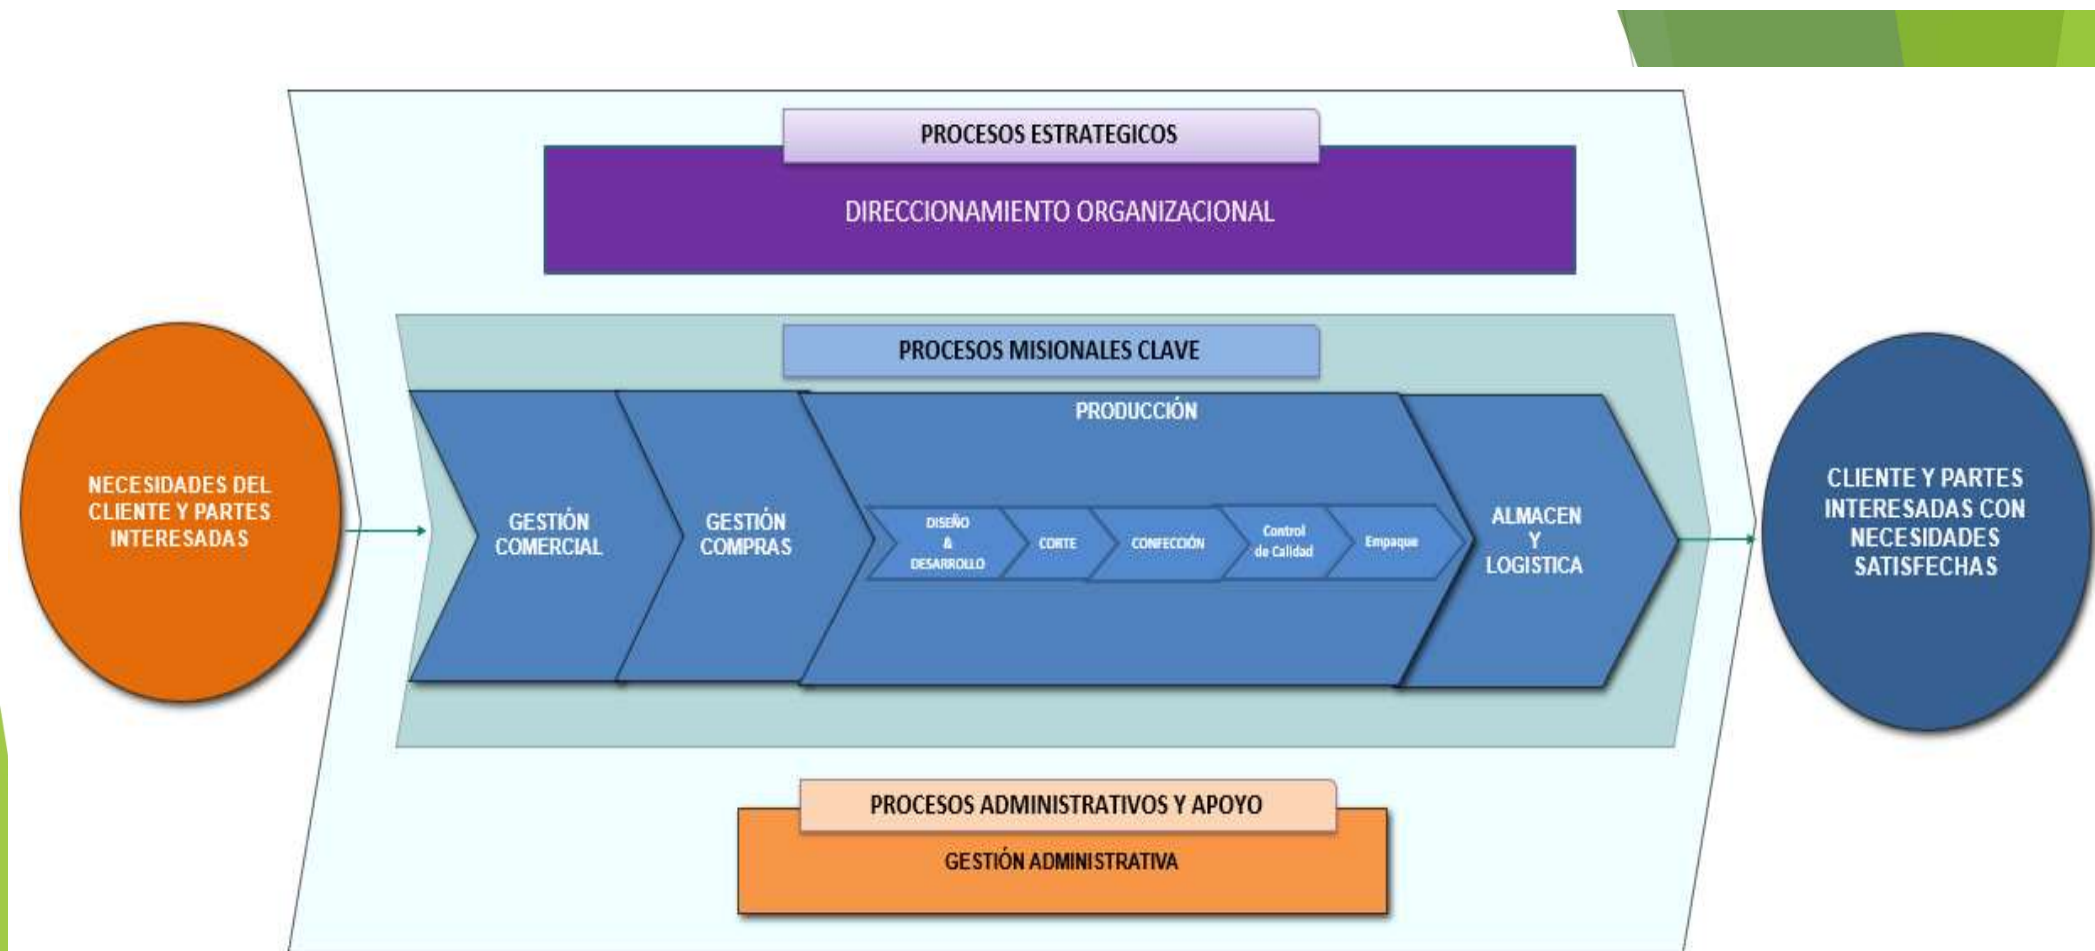 PROCESOS ESTRATEGICOS
DIRECCIONAMIENTO ORGANIZACIONAL
PROCESOS MISIONALES CLAVE
NECESIDADES DEL
CLIENTE Y PARTES
INTERESADAS
GESTIÓN
COMERCIAL
GESTIÓN
COMPRAS
PRODUCCIÓN
DISEÑO
&
DESARROLLO
CORTE
CONFECCIÓN
Control
de Calidad
Empaque
ALMACEN
Y
LOGISTICA
CLIENTE Y PARTES
INTERESADAS CON
NECESIDADES
SATISFECHAS
PROCESOS ADMINISTRATIVOS Y APOYO
GESTIÓN ADMINISTRATIVA